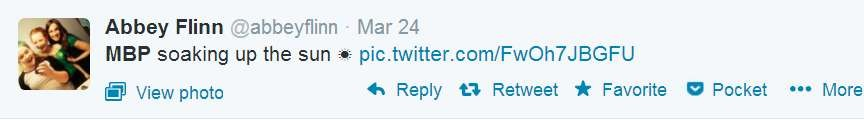 Abbey Flinn @abbeyflinn · Mar 24
MBP soaking up the sun ☀ pic.twitter.com/FwOh7JBGFU
View photo Reply Retweet Favorite Pocket More